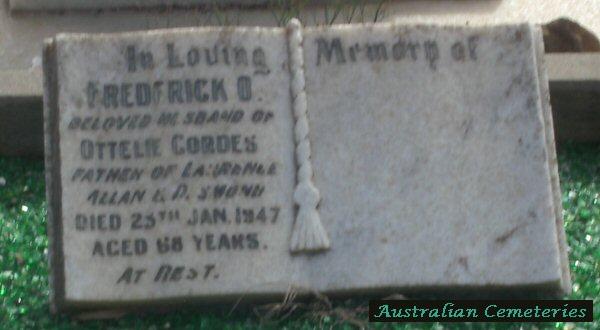 In Loving Memory of
FREDERICK O.
BELOVED HUSBAND OF
OTTELIE CORDES
FATHER OF LAURENCE
ALLAN & DESMOND
DIED 25TH JAN. 1947
AGED 68 YEARS.
AT REST.
Australian Cemeteries